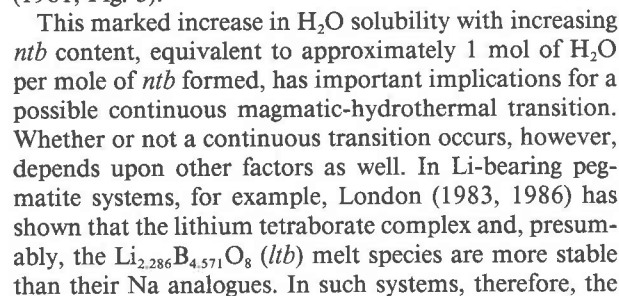 (1981, Fig. 5).
This marked increase in H₂O solubility with increasing
ntb content, equivalent to approximately 1 mol of H₂O
per mole of ntb formed, has important implications for a
possible continuous magmatic-hydrothermal transition.
Whether or not a continuous transition occurs, however,
depends upon other factors as well. In Li-bearing peg-
matite systems, for example, London (1983, 1986) has
shown that the lithium tetraborate complex and, presum-
ably, the Li₂.₂₈₆B₄.₅₇₁O₈ (ltb) melt species are more stable
than their Na analogues. In such systems, therefore, the